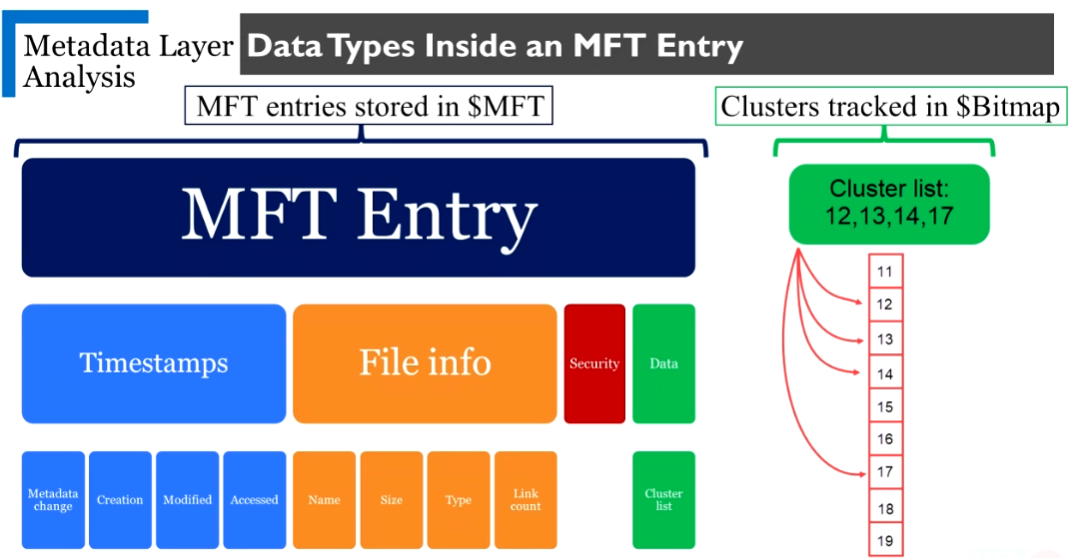 Metadata Layer
Analysis
Data Types Inside an MFT Entry
MFT entries stored in $MFT
Clusters tracked in $Bitmap
MFT Entry
Cluster list:
12,13,14,17
Timestamps
File info
Security
Data
Metadata
change
Creation
Modified
Accessed
Name
Size
Type
Link
count
Cluster
list
11
12
13
14
15
16
17
18
19